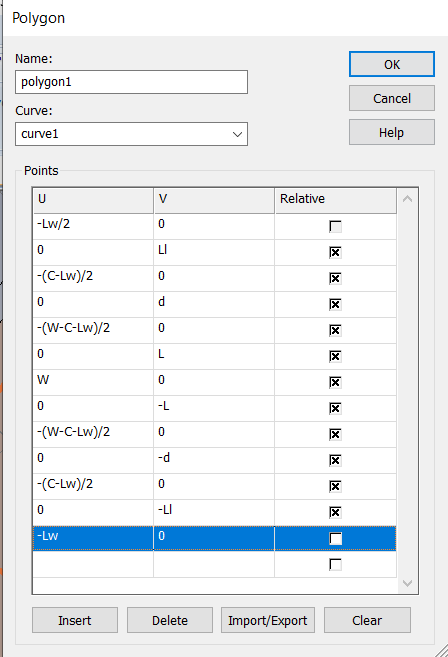 Polygon
Name:
polygon1
OK
Cancel
Curve:
curve1
Help
Points
U V Relative
-Lw/2 0
0 Ll
-(C-Lw)/2 0
0 d
-(W-C-Lw)/2 0
0 L
W 0
0 -L
-(W-C-Lw)/2 0
0 -d
-(C-Lw)/2 0
0 -Ll
-Lw 0
Insert Delete Import/Export Clear